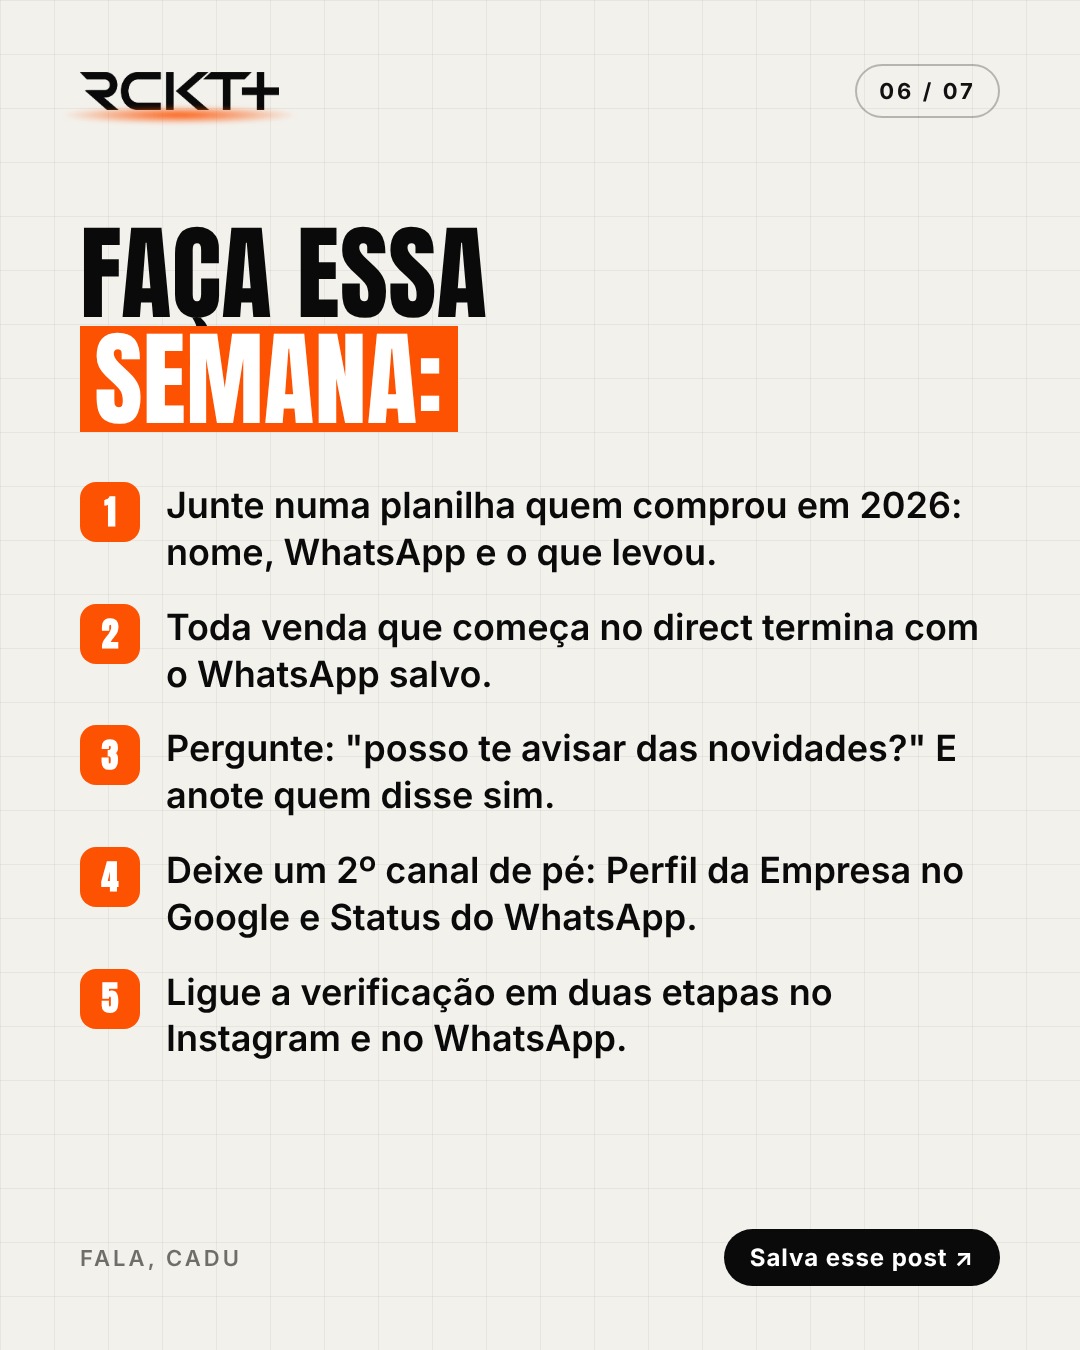 RCKT+
06 / 07
FAÇA ESSA
SEMANA:
1 Junte numa planilha quem comprou em 2026:
nome, WhatsApp e o que levou.
2 Toda venda que começa no direct termina com
o WhatsApp salvo.
3 Pergunte: "posso te avisar das novidades?" E
anote quem disse sim.
4 Deixe um 2º canal de pé: Perfil da Empresa no
Google e Status do WhatsApp.
5 Ligue a verificação em duas etapas no
Instagram e no WhatsApp.
FALA, CADU
Salva esse post ↗